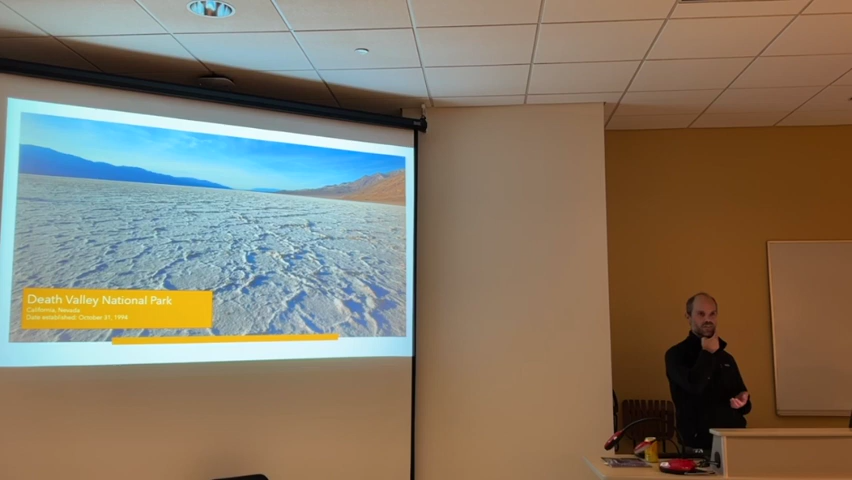 Death Valley National Park
California, Nevada
Date established: October 31, 1994